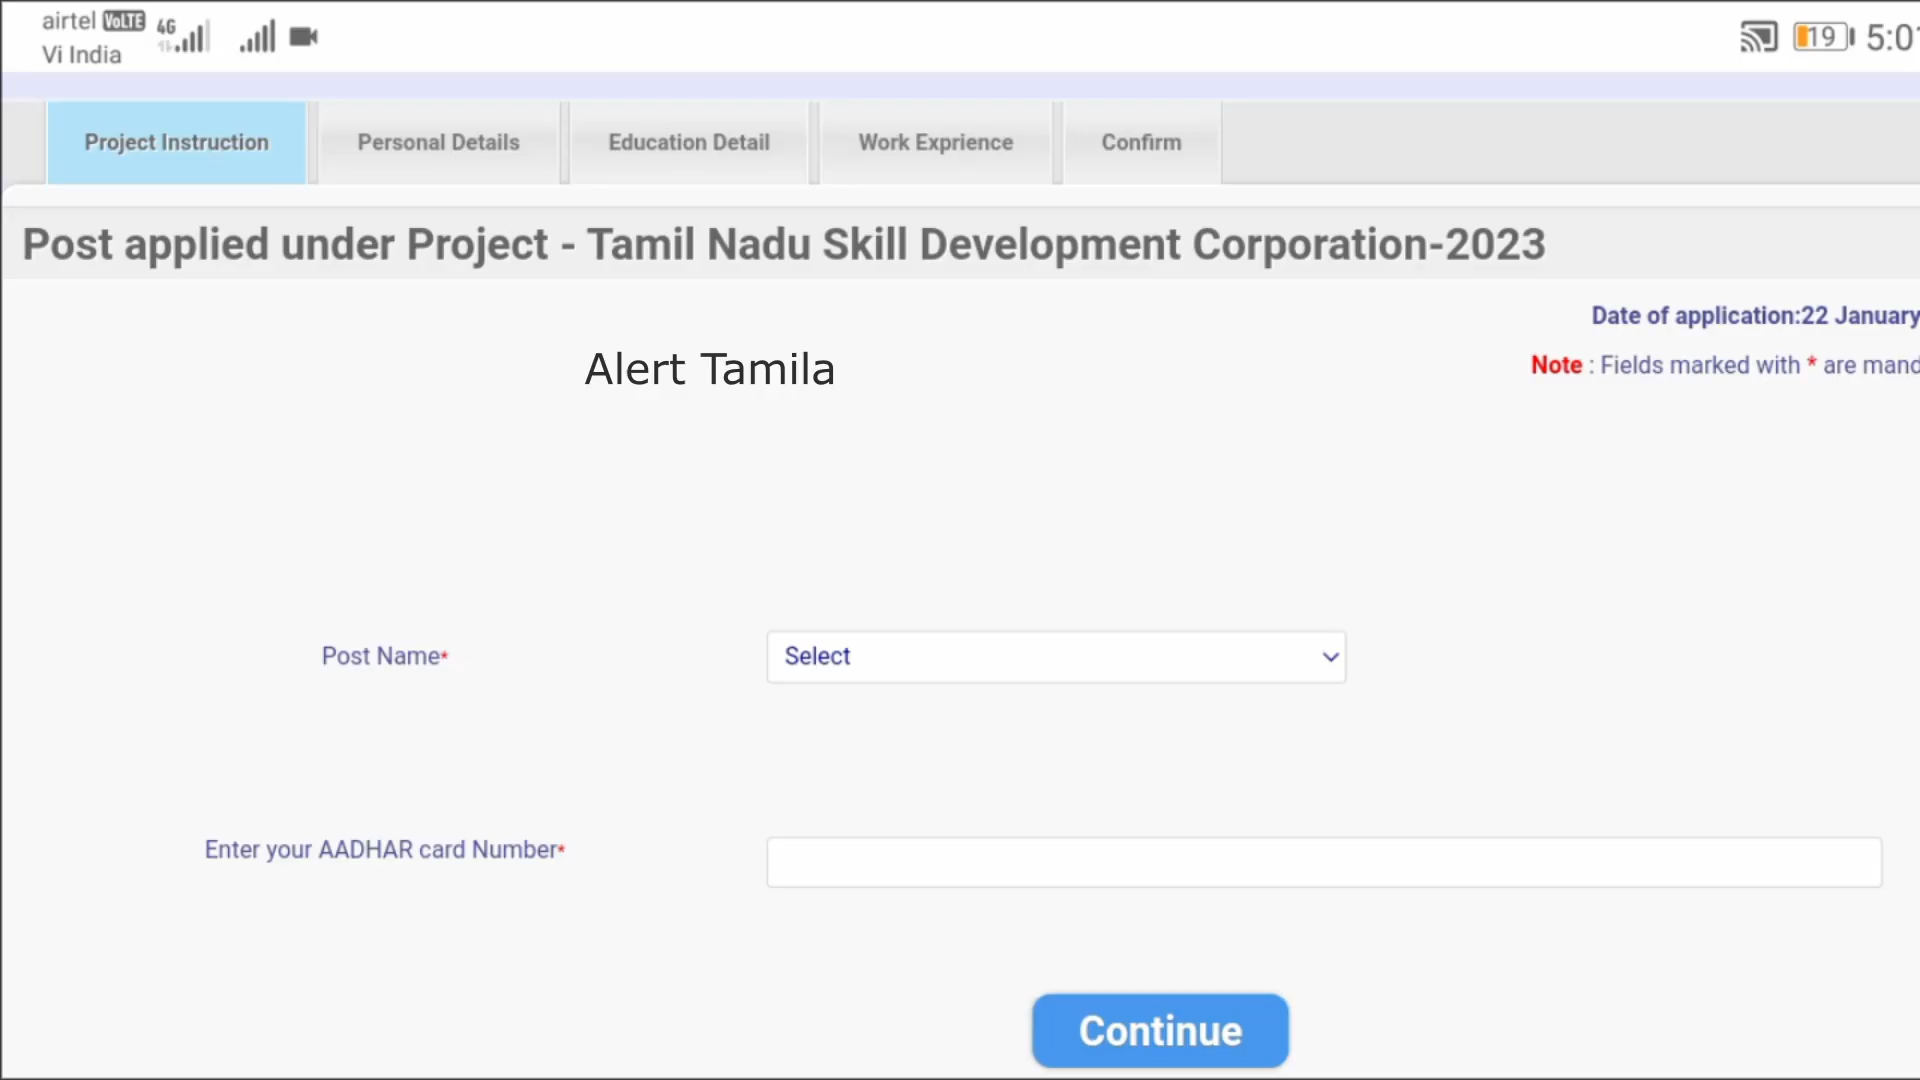 airtel VoLTE 4G
Vi India
19 5:0
Project Instruction Personal Details Education Detail Work Exprience Confirm
Post applied under Project - Tamil Nadu Skill Development Corporation-2023
Date of application:22 January
Alert Tamila
Note : Fields marked with * are mand
Post Name* Select
Enter your AADHAR card Number*
Continue